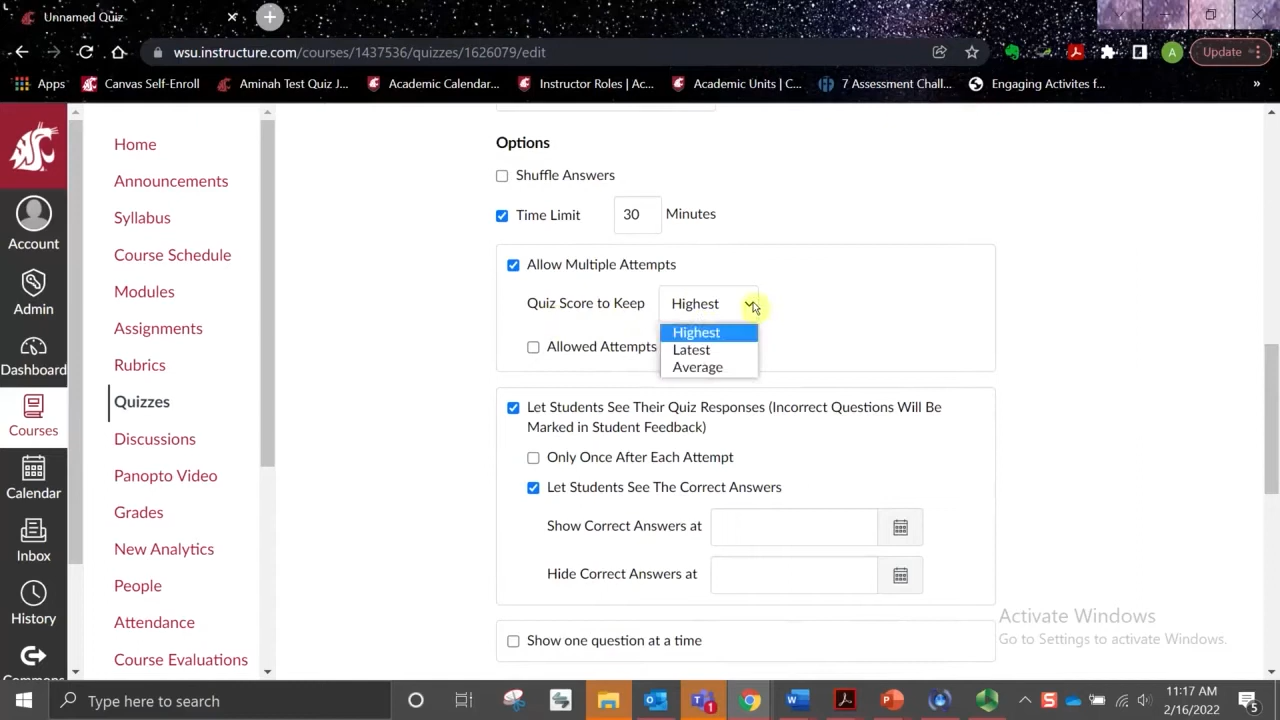 Unnamed Quiz
wsu.instructure.com/courses/1437536/quizzes/1626079/edit
A
Update
Apps
Canvas Self-Enroll
Aminah Test Quiz J...
Academic Calendar...
Instructor Roles | Ac...
Academic Units | C...
7 Assessment Chall...
Engaging Activites f...
»
Account
Admin
Dashboard
Courses
Calendar
Inbox
History
Home
Announcements
Syllabus
Course Schedule
Modules
Assignments
Rubrics
Quizzes
Discussions
Panopto Video
Grades
New Analytics
People
Attendance
Course Evaluations
Options
Shuffle Answers
Time Limit 30 Minutes
Allow Multiple Attempts
Quiz Score to Keep Highest
Highest
Latest
Average
Allowed Attempts
Let Students See Their Quiz Responses (Incorrect Questions Will Be
Marked in Student Feedback)
Only Once After Each Attempt
Let Students See The Correct Answers
Show Correct Answers at
Hide Correct Answers at
Show one question at a time
Activate Windows
Go to Settings to activate Windows.
Type here to search
1
11:17 AM
2/16/2022
5